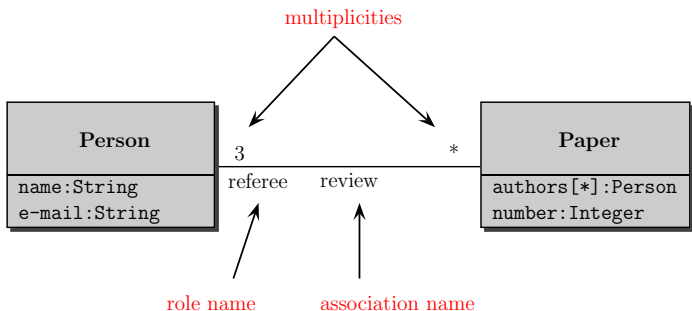 multiplicities
Person
Paper
3
*
referee
review
name:String
e-mail:String
authors[*]:Person
number:Integer
role name
association name